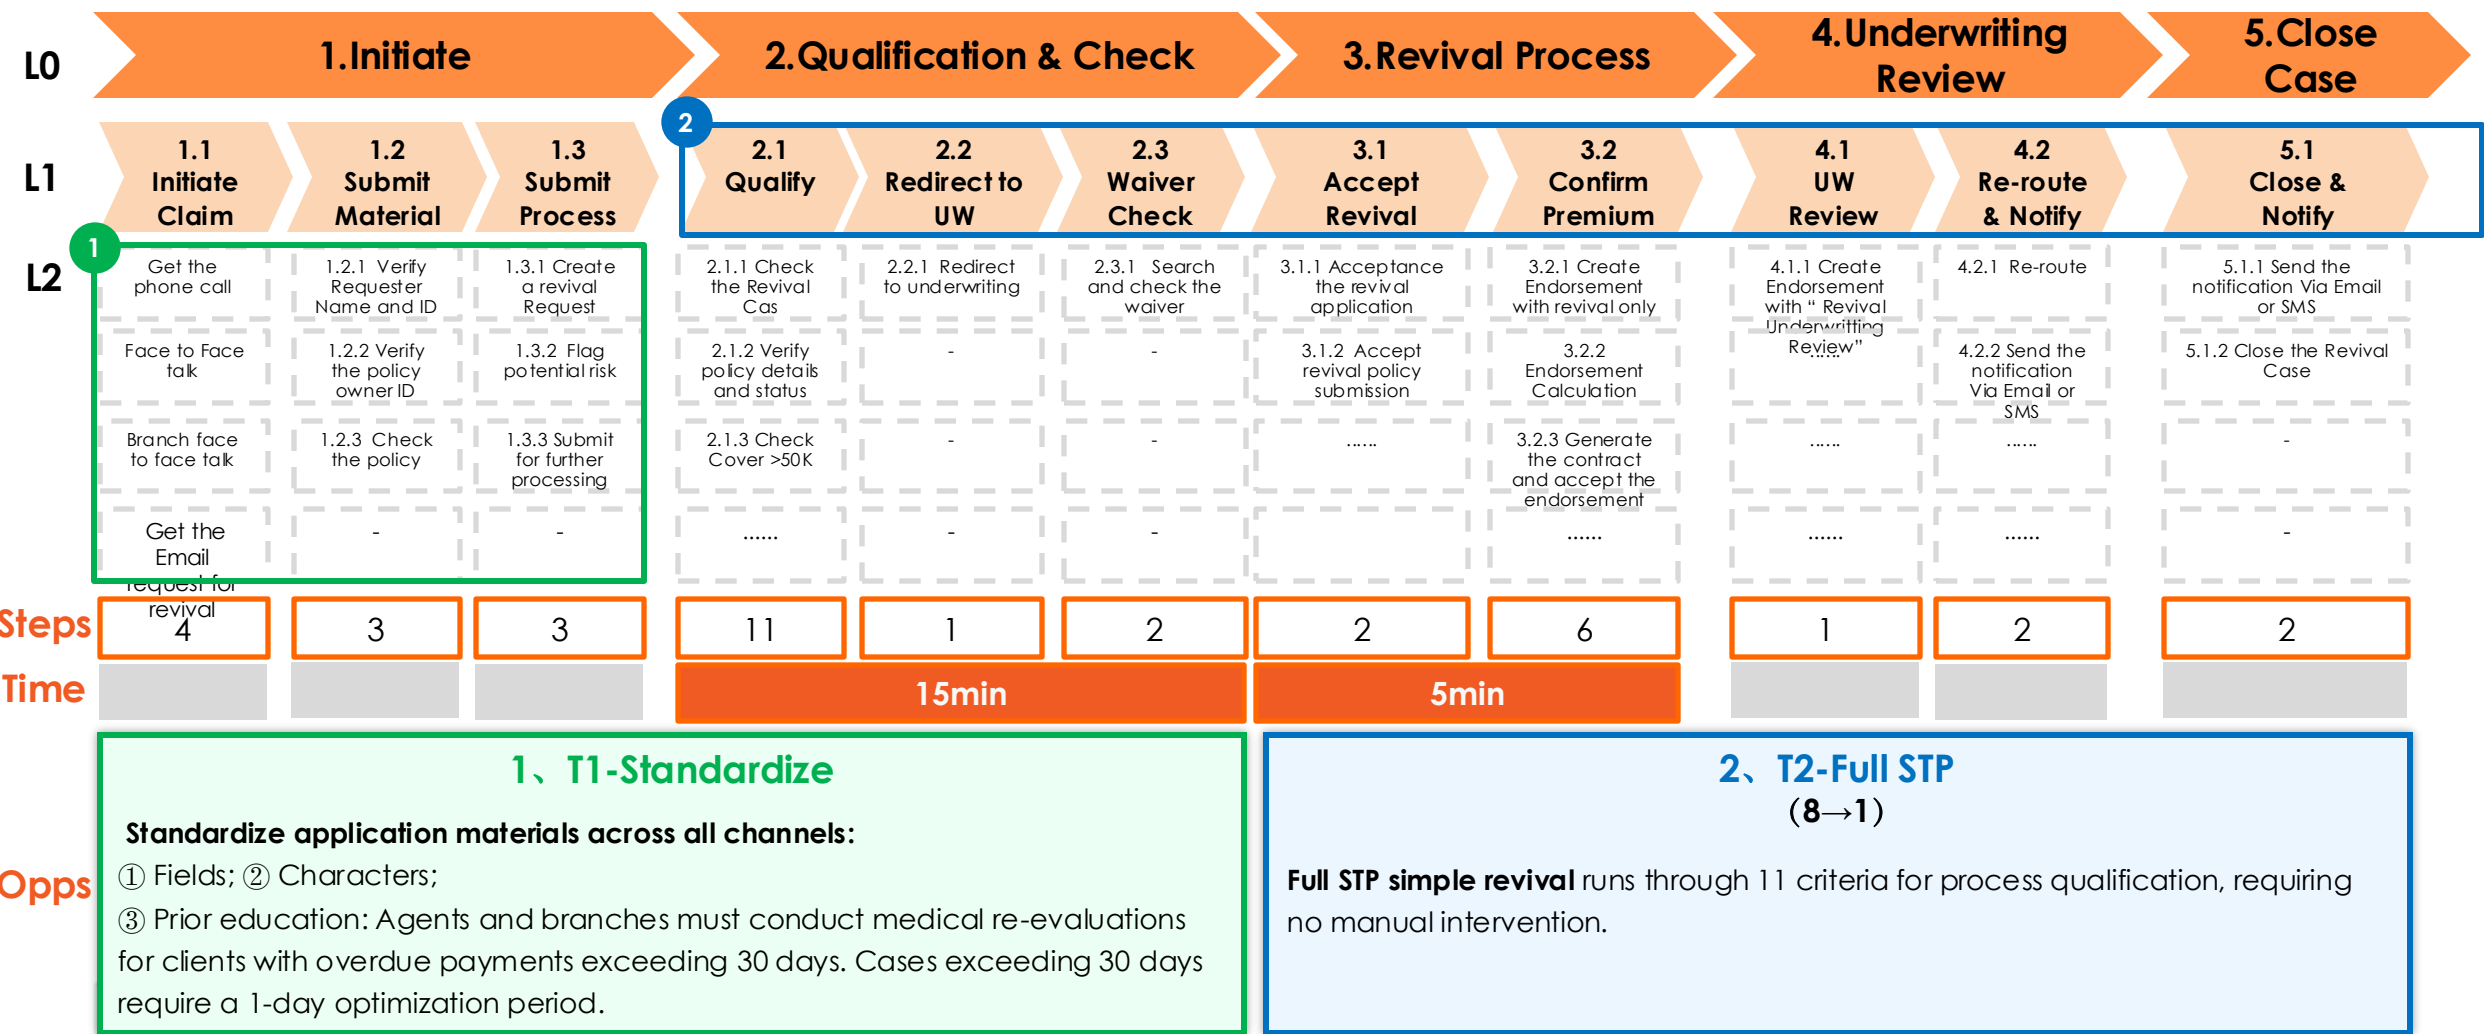 L0
1.Initiate
2.Qualification & Check
3.Revival Process
4.Underwriting
Review
5.Close
Case
L1
1.1
Initiate
Claim
1.2
Submit
Material
1.3
Submit
Process
2
2.1
Qualify
2.2
Redirect to
UW
2.3
Waiver
Check
3.1
Accept
Revival
3.2
Confirm
Premium
4.1
UW
Review
4.2
Re-route
& Notify
5.1
Close &
Notify
1
L2
Get the
phone call
1.2.1 Verify
Requester
Name and ID
1.3.1 Create
a revival
Request
2.1.1 Check
the Revival
Cas
2.2.1 Redirect
to underwriting
2.3.1 Search
and check the
waiver
3.1.1 Acceptance
the revival
application
3.2.1 Create
Endorsement
with revival only
4.1.1 Create
Endorsement
with “ Revival
Underwritting
Review”
4.2.1 Re-route
5.1.1 Send the
notification Via Email
or SMS
Face to Face
talk
1.2.2 Verify
the policy
owner ID
1.3.2 Flag
potential risk
2.1.2 Verify
policy details
and status
-
-
3.1.2 Accept
revival policy
submission
3.2.2
Endorsement
Calculation
......
4.2.2 Send the
notification
Via Email or
SMS
5.1.2 Close the Revival
Case
Branch face
to face talk
1.2.3 Check
the policy
1.3.3 Submit
for further
processing
2.1.3 Check
Cover >50K
-
-
......
3.2.3 Generate
the contract
and accept the
endorsement
......
......
-
Get the
Email
request for
revival
-
-
......
-
-
......
......
......
-
Steps
4
3
3
11
1
2
2
6
1
2
2
Time
15min
5min
Opps
1、T1-Standardize
Standardize application materials across all channels:
① Fields; ② Characters;
③ Prior education: Agents and branches must conduct medical re-evaluations
for clients with overdue payments exceeding 30 days. Cases exceeding 30 days
require a 1-day optimization period.
2、T2-Full STP
（8→1）
Full STP simple revival runs through 11 criteria for process qualification, requiring
no manual intervention.